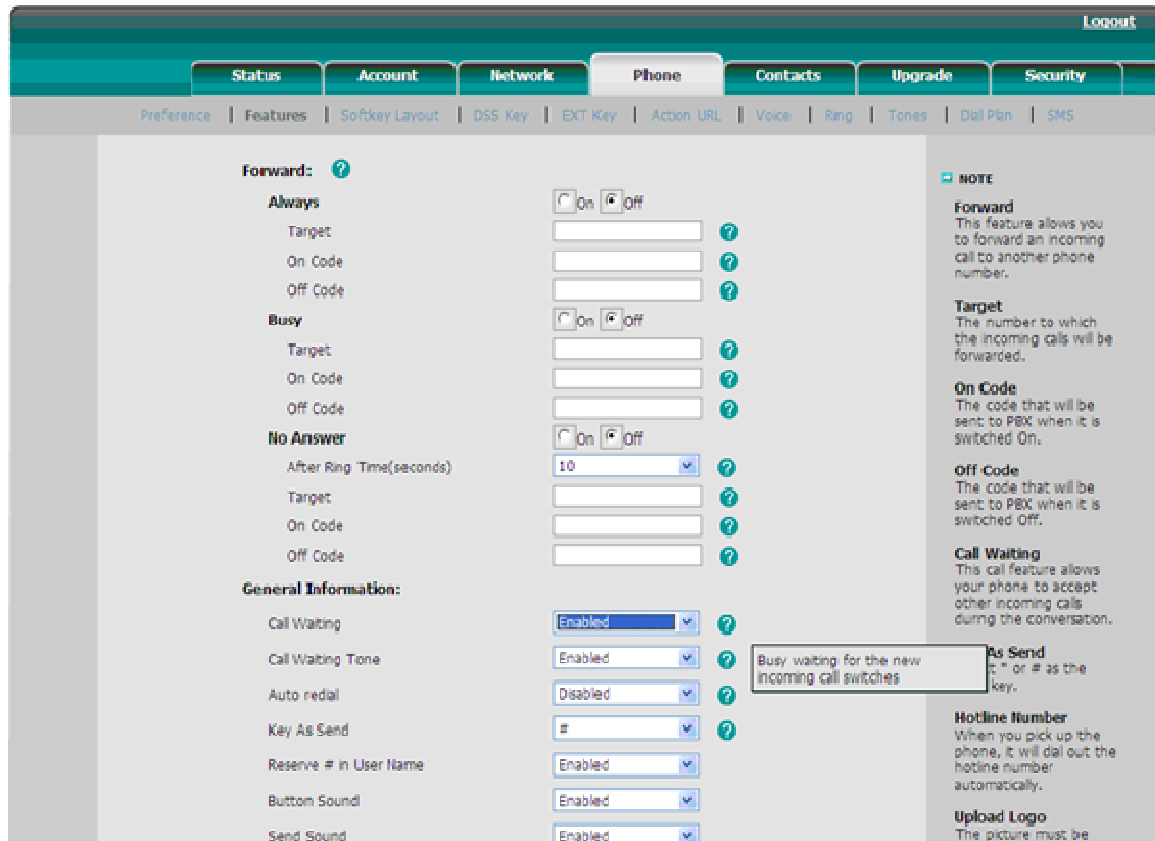 Logout
Status Account Network Phone Contacts Upgrade Security
Preference | Features | Softkey Layout | DSS Key | EXT Key | Action URL | Voice | Ring | Tones | Dial Plan | SMS
Forward:
Always On Off
Target
On Code
Off Code
Busy On Off
Target
On Code
Off Code
No Answer On Off
After Ring Time(seconds) 10
Target
On Code
Off Code
General Information:
Call Waiting Enabled
Call Waiting Tone Enabled
Auto redial Disabled
Key As Send #
Reserve # in User Name Enabled
Button Sound Enabled
Send Sound Enabled
Busy waiting for the new
incoming call switches
NOTE
Forward
This feature allows you
to forward an incoming
call to another phone
number.
Target
The number to which
the incoming calls will be
forwarded.
On Code
The code that will be
sent to PBX when it is
switched On.
Off Code
The code that will be
sent to PBX when it is
switched Off.
Call Waiting
This call feature allows
your phone to accept
other incoming calls
during the conversation.
As Send
" or # as the
key.
Hotline Number
When you pick up the
phone, it will dial out the
hotline number
automatically.
Upload Logo
The picture must be